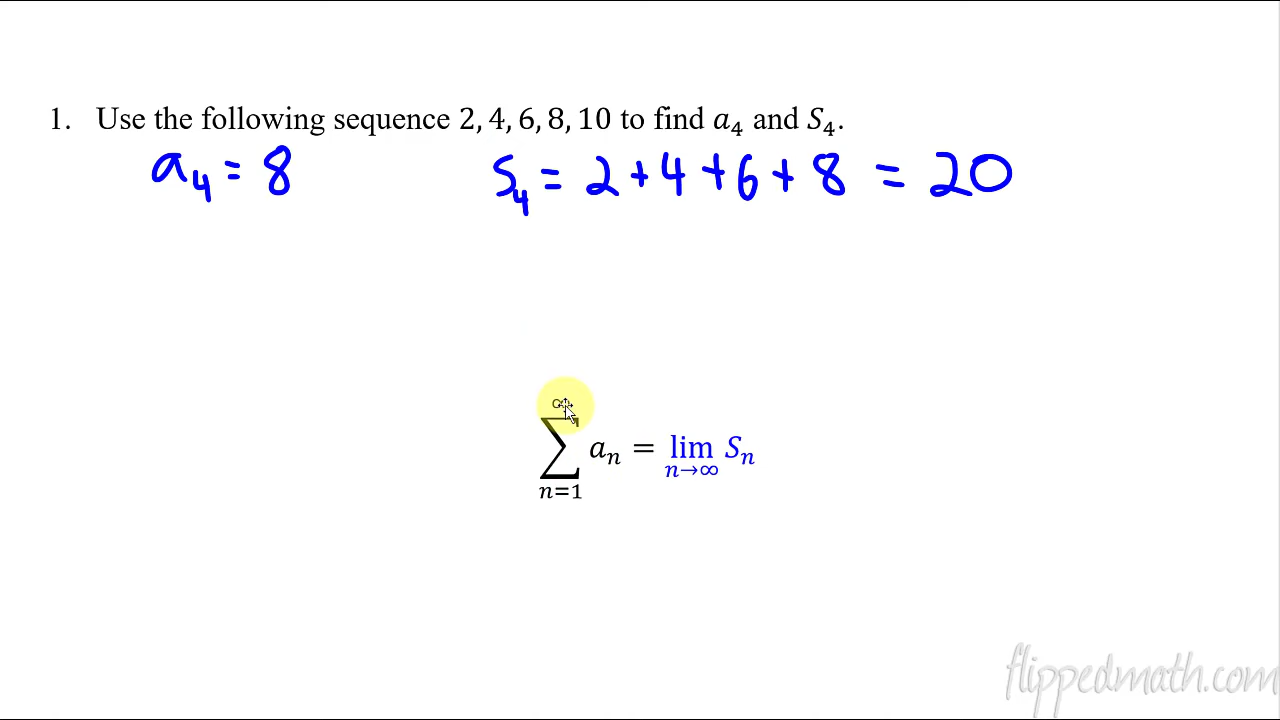 1. Use the following sequence 2, 4, 6, 8, 10 to find a₄ and S₄.
a₄ = 8 S₄ = 2 + 4 + 6 + 8 = 20
∞
∑ aₙ = lim Sₙ
n=1 n→∞
flippedmath.com